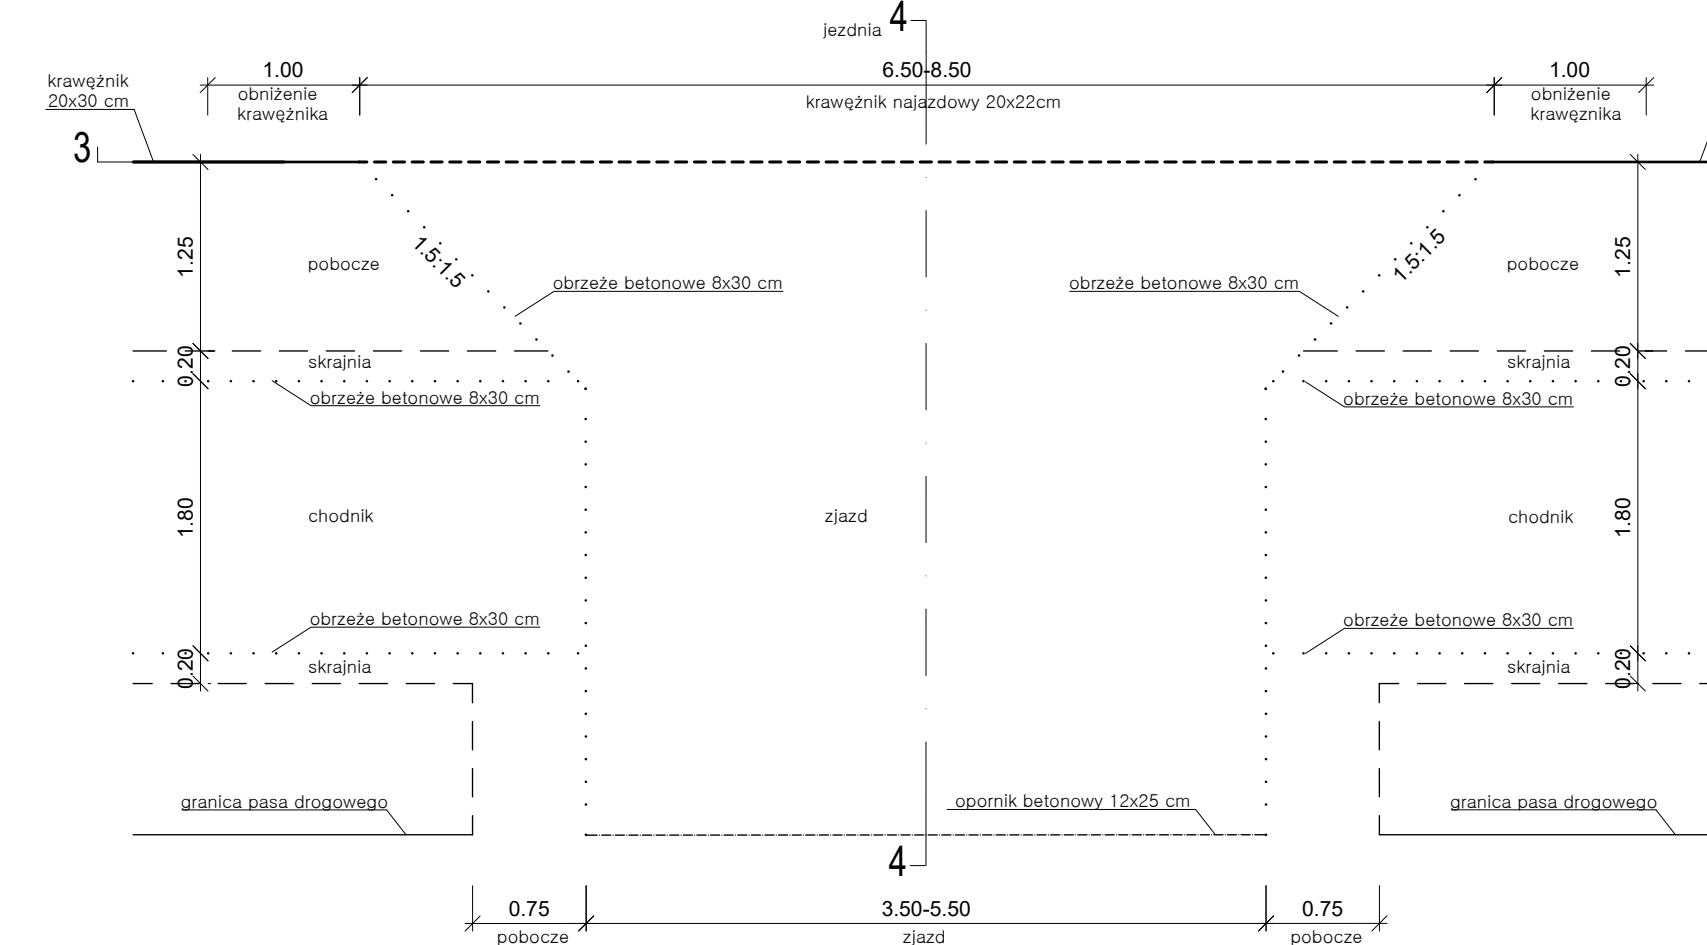 4
jezdnia
1.00
6.50-8.50
1.00
krawężnik
20x30 cm
obniżenie
krawężnika
krawężnik najazdowy 20x22cm
obniżenie
krawęznika
3
1.25
pobocze
1.5:1.5
obrzeże betonowe 8x30 cm
obrzeże betonowe 8x30 cm
1.5:1.5
pobocze
1.25
0.20
skrajnia
skrajnia
0.20
obrzeże betonowe 8x30 cm
obrzeże betonowe 8x30 cm
1.80
chodnik
zjazd
chodnik
1.80
obrzeże betonowe 8x30 cm
obrzeże betonowe 8x30 cm
0.20
skrajnia
skrajnia
0.20
granica pasa drogowego
opornik betonowy 12x25 cm
granica pasa drogowego
4
0.75
3.50-5.50
0.75
pobocze
zjazd
pobocze